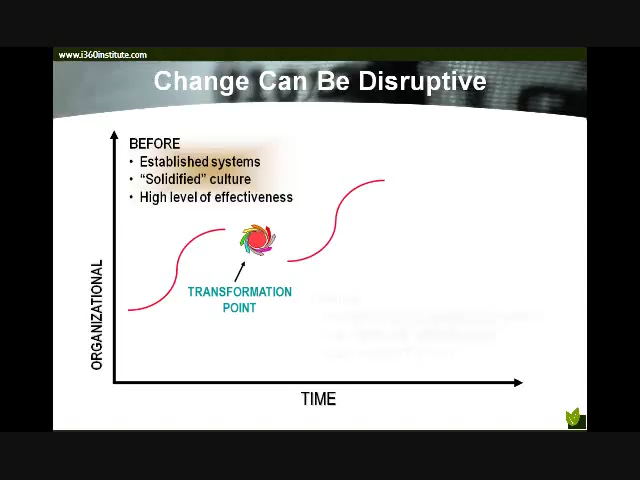 www.i360institute.com
Change Can Be Disruptive
BEFORE
• Established systems
• “Solidified” culture
• High level of effectiveness
TRANSFORMATION
POINT
ORGANIZATIONAL
TIME